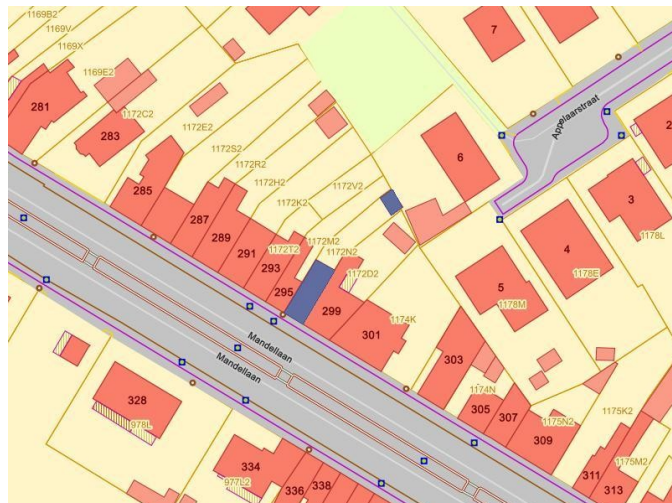 1169B2
1169V
1169X
1169E2
281
283
1172C2
1172E2
1172S2
1172R2
1172H2
1172K2
1172V2
7
Appelaarstraat
6
2
3
1178L
4
1178E
5
1178M
285
287
289
291
293
295
1172T2
1172M2
1172N2
1172D2
299
301
1174K
303
1174N
305
307
309
1175N2
1175K2
1175M2
311
313
Mandellaan
Mandellaan
328
978L
334
977L2
336
338